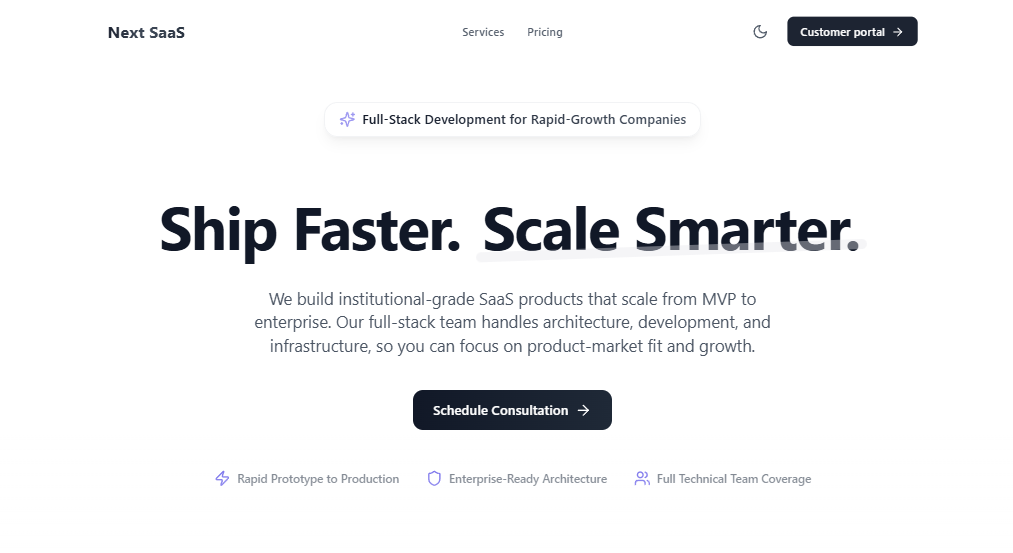 Next SaaS
Services
Pricing
Customer portal
Full-Stack Development for Rapid-Growth Companies
Ship Faster. Scale Smarter.
We build institutional-grade SaaS products that scale from MVP to
enterprise. Our full-stack team handles architecture, development, and
infrastructure, so you can focus on product-market fit and growth.
Schedule Consultation
Rapid Prototype to Production
Enterprise-Ready Architecture
Full Technical Team Coverage